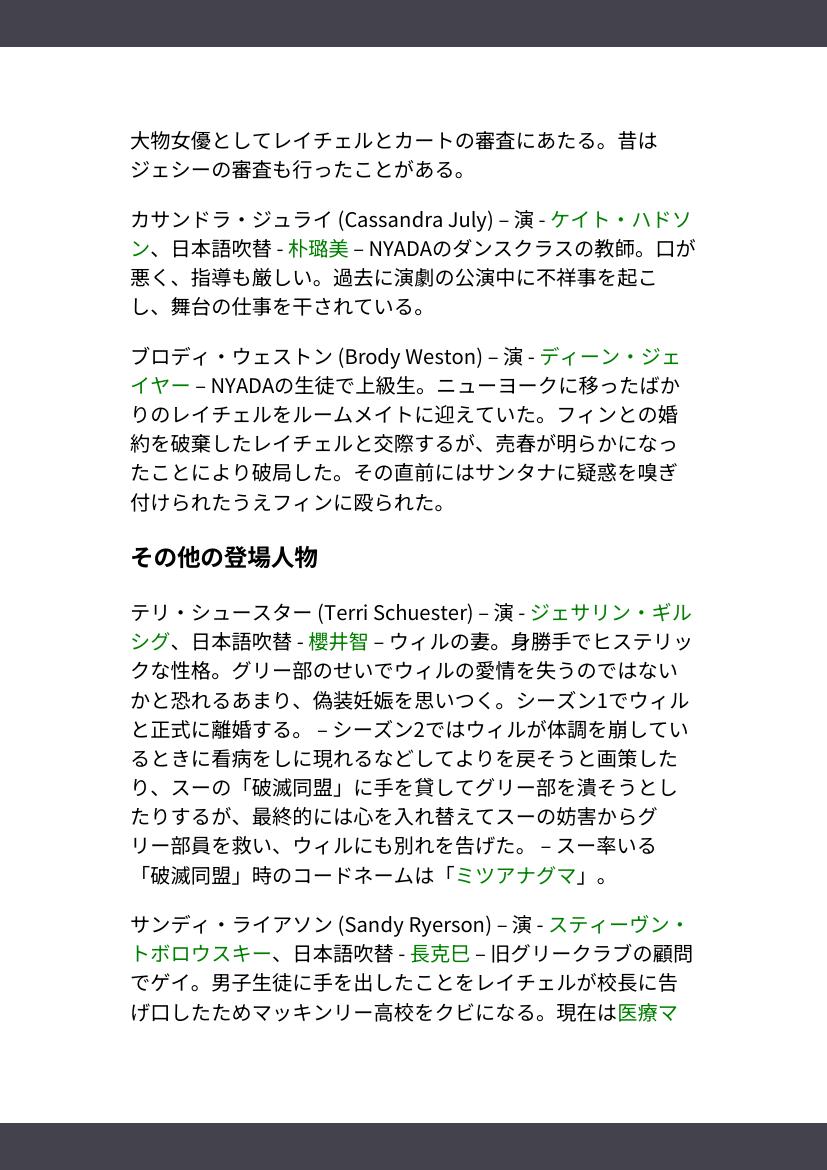 大物女優としてレイチェルとカートの審査にあたる。昔は
ジェシーの審査も行ったことがある。
カサンドラ・ジュライ (Cassandra July) – 演 - ケイト・ハドソ
ン、日本語吹替 - 朴璐美 – NYADAのダンスクラスの教師。口が
悪く、指導も厳しい。過去に演劇の公演中に不祥事を起こ
し、舞台の仕事を干されている。
ブロディ・ウェストン (Brody Weston) – 演 - ディーン・ジェ
イヤー – NYADAの生徒で上級生。ニューヨークに移ったばか
りのレイチェルをルームメイトに迎えていた。フィンとの婚
約を破棄したレイチェルと交際するが、売春が明らかになっ
たことにより破局した。その直前にはサンタナに疑惑を嗅ぎ
付けられたうえフィンに殴られた。
その他の登場人物
テリ・シュースター (Terri Schuester) – 演 - ジェサリン・ギル
シグ、日本語吹替 - 櫻井智 – ウィルの妻。身勝手でヒステリッ
クな性格。グリー部のせいでウィルの愛情を失うのではない
かと恐れるあまり、偽装妊娠を思いつく。シーズン1でウィル
と正式に離婚する。 – シーズン2ではウィルが体調を崩してい
るときに看病をしに現れるなどしてよりを戻そうと画策した
り、スーの「破滅同盟」に手を貸してグリー部を潰そうとし
たりするが、最終的には心を入れ替えてスーの妨害からグ
リー部員を救い、ウィルにも別れを告げた。 – スー率いる
「破滅同盟」時のコードネームは「ミツアナグマ」。
サンディ・ライアソン (Sandy Ryerson) – 演 - スティーヴン・
トボロウスキー、日本語吹替 - 長克巳 – 旧グリークラブの顧問
でゲイ。男子生徒に手を出したことをレイチェルが校長に告
げ口したためマッキンリー高校をクビになる。現在は医療マ